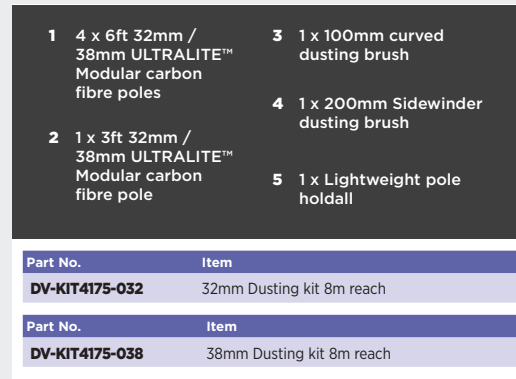 1 4 x 6ft 32mm /
38mm ULTRALITE™
Modular carbon
fibre poles
2 1 x 3ft 32mm /
38mm ULTRALITE™
Modular carbon
fibre pole
3 1 x 100mm curved
dusting brush
4 1 x 200mm Sidewinder
dusting brush
5 1 x Lightweight pole
holdall
Part No. Item
DV-KIT4175-032 32mm Dusting kit 8m reach
Part No. Item
DV-KIT4175-038 38mm Dusting kit 8m reach